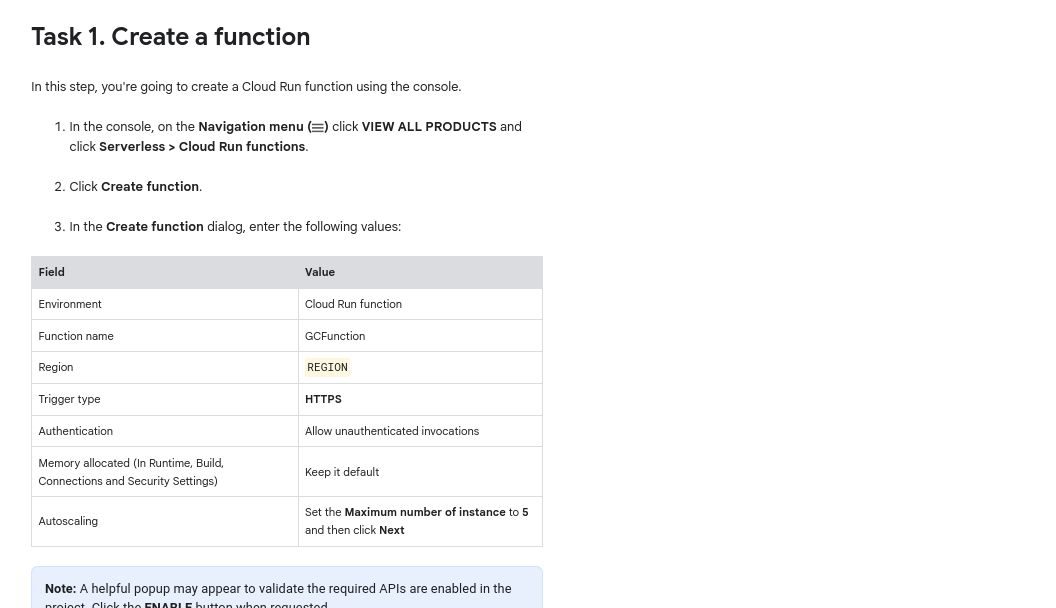 Task 1. Create a function
In this step, you're going to create a Cloud Run function using the console.
1. In the console, on the Navigation menu (☰) click VIEW ALL PRODUCTS and
click Serverless > Cloud Run functions.
2. Click Create function.
3. In the Create function dialog, enter the following values:
Field Value
Environment Cloud Run function
Function name GCFunction
Region REGION
Trigger type HTTPS
Authentication Allow unauthenticated invocations
Memory allocated (In Runtime, Build,
Connections and Security Settings) Keep it default
Autoscaling Set the Maximum number of instance to 5
and then click Next
Note: A helpful popup may appear to validate the required APIs are enabled in the
project. Click the ENABLE button when requested.